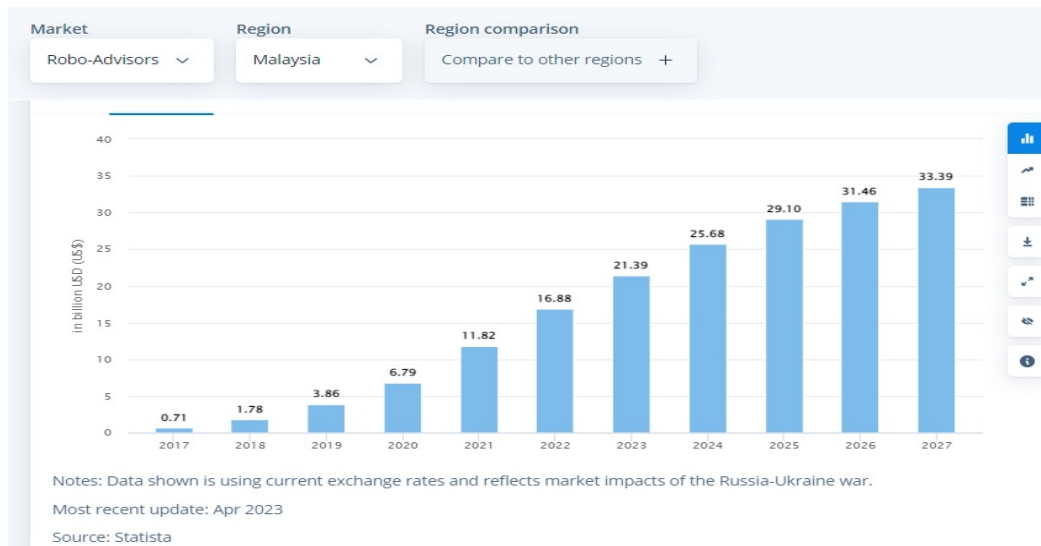 Market Region Region comparison
Robo-Advisors Malaysia Compare to other regions +
40
35
30
25
20
15
10
5
0
in billion USD (US$)
0.71
1.78
3.86
6.79
11.82
16.88
21.39
25.68
29.10
31.46
33.39
2017 2018 2019 2020 2021 2022 2023 2024 2025 2026 2027
Notes: Data shown is using current exchange rates and reflects market impacts of the Russia-Ukraine war.
Most recent update: Apr 2023
Source: Statista